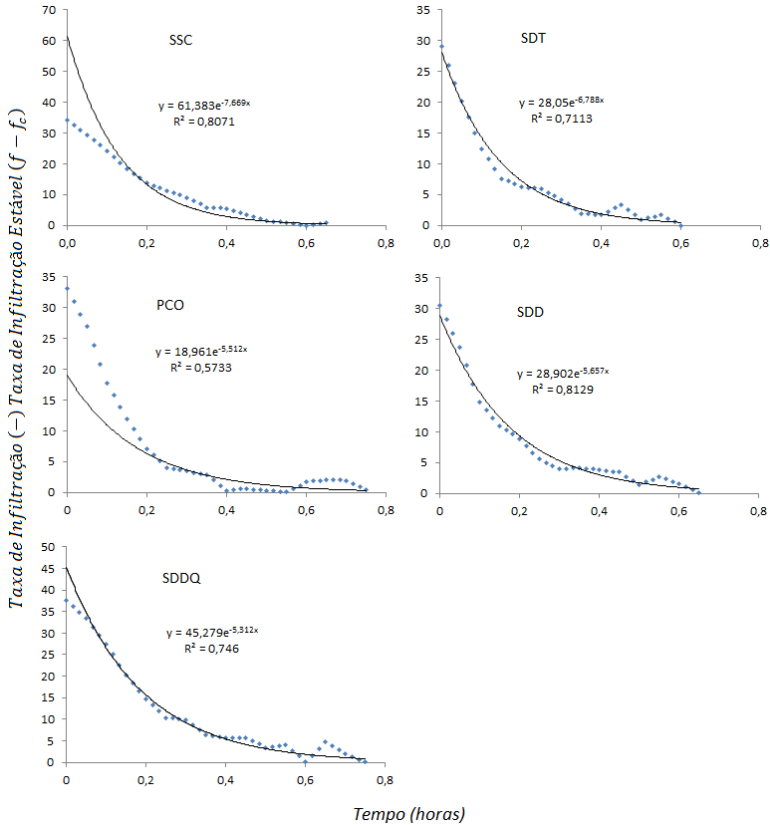 Taxa de Infiltração (−) Taxa de Infiltração Estável (f − f_c)
SSC
y = 61,383e^-7,669x
R² = 0,8071
70
60
50
40
30
20
10
0
0,0 0,2 0,4 0,6 0,8
SDT
y = 28,05e^-6,788x
R² = 0,7113
35
30
25
20
15
10
5
0
0,0 0,2 0,4 0,6 0,8
PCO
y = 18,961e^-5,512x
R² = 0,5733
35
30
25
20
15
10
5
0
0 0,2 0,4 0,6 0,8
SDD
y = 28,902e^-5,657x
R² = 0,8129
35
30
25
20
15
10
5
0
0 0,2 0,4 0,6 0,8
SDDQ
y = 45,279e^-5,312x
R² = 0,746
50
45
40
35
30
25
20
15
10
5
0
0 0,2 0,4 0,6 0,8
Tempo (horas)